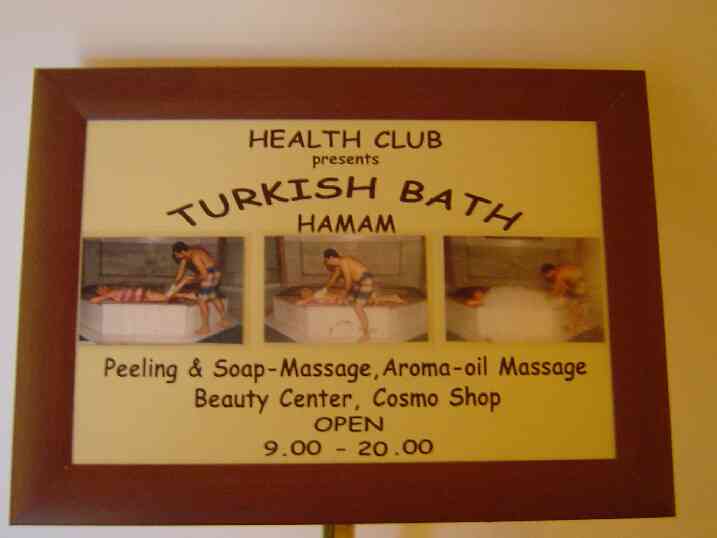 HEALTH CLUB
presents
TURKISH BATH
HAMAM
Peeling & Soap-Massage, Aroma-oil Massage
Beauty Center, Cosmo Shop
OPEN
9.00 - 20.00